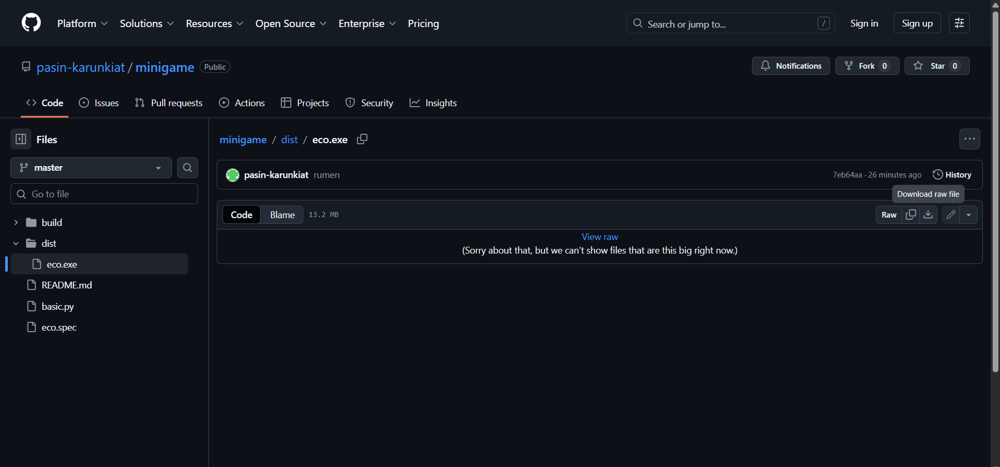 Platform Solutions Resources Open Source Enterprise Pricing Search or jump to... / Sign in Sign up
pasin-karunkiat / minigame Public Notifications Fork 0 Star 0
Code Issues Pull requests Actions Projects Security Insights
Files
master
Go to file
build
dist
eco.exe
README.md
basic.py
eco.spec
minigame / dist / eco.exe
pasin-karunkiat rumen 7eb64aa · 26 minutes ago History
Download raw file
Code Blame 13.2 MB Raw
View raw
(Sorry about that, but we can’t show files that are this big right now.)